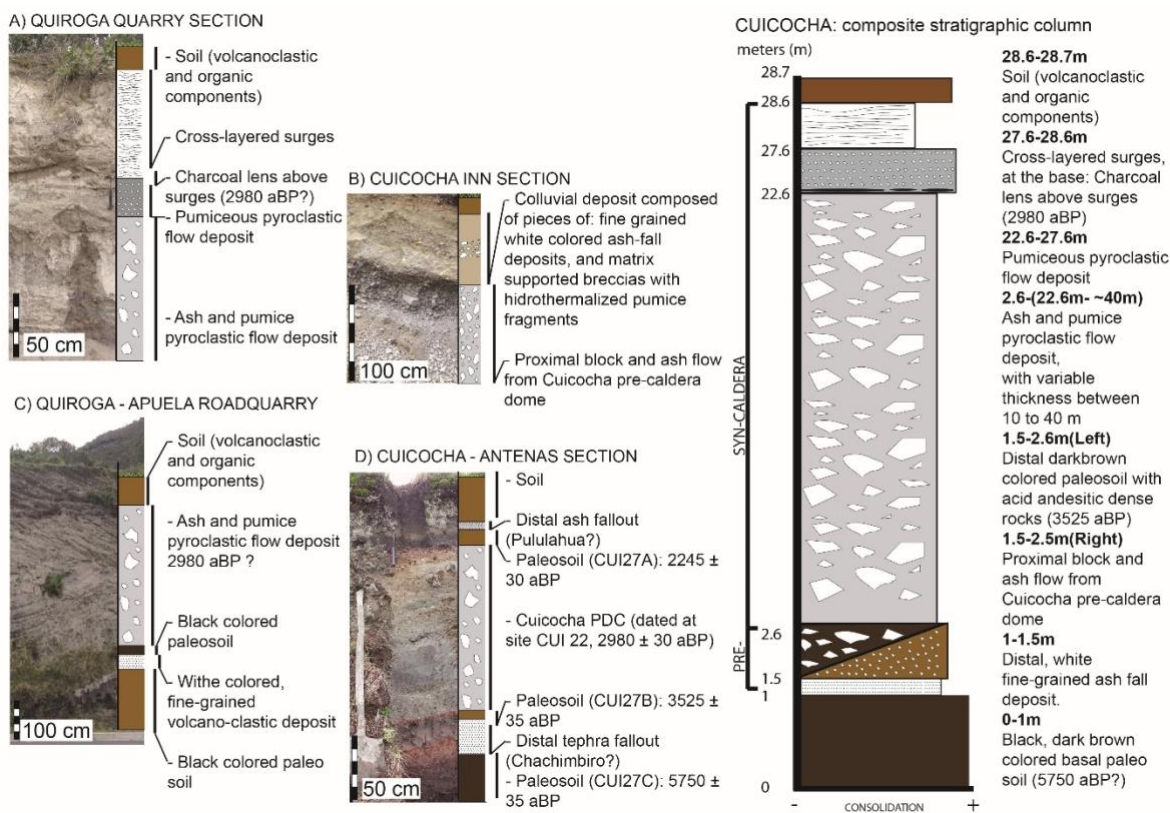 A) QUIROGA QUARRY SECTION
- Soil (volcanoclastic
and organic
components)
Cross-layered surges
Charcoal lens above
surges (2980 aBP?)
- Pumiceous pyroclastic
flow deposit
- Ash and pumice
pyroclastic flow deposit
50 cm
B) CUICOCHA INN SECTION
Colluvial deposit composed
of pieces of: fine grained
white colored ash-fall
deposits, and matrix
supported breccias with
hidrothermalized pumice
fragments
Proximal block and ash flow
from Cuicocha pre-caldera
dome
100 cm
C) QUIROGA - APUELA ROADQUARRY
Soil (volcanoclastic
and organic
components)
- Ash and pumice
pyroclastic flow deposit
2980 aBP ?
Black colored
paleosoil
Withe colored,
fine-grained
volcano-clastic deposit
- Black colored paleo
soil
100 cm
D) CUICOCHA - ANTENAS SECTION
- Soil
Distal ash fallout
(Pululahua?)
- Paleosoil (CUI27A): 2245 ±
30 aBP
- Cuicocha PDC (dated at
site CUI 22, 2980 ± 30 aBP)
- Paleosoil (CUI27B): 3525 ±
35 aBP
- Distal tephra fallout
(Chachimbiro?)
- Paleosoil (CUI27C): 5750 ±
35 aBP
50 cm
CUICOCHA: composite stratigraphic column
meters (m)
28.7
28.6
27.6
22.6
2.6
1.5
1
0
SYN-CALDERA
PRE-
- CONSOLIDATION +
28.6-28.7m
Soil (volcanoclastic
and organic
components)
27.6-28.6m
Cross-layered surges,
at the base: Charcoal
lens above surges
(2980 aBP)
22.6-27.6m
Pumiceous pyroclastic
flow deposit
2.6-(22.6m- ~40m)
Ash and pumice
pyroclastic flow
deposit,
with variable
thickness between
10 to 40 m
1.5-2.6m(Left)
Distal darkbrown
colored paleosoil with
acid andesitic dense
rocks (3525 aBP)
1.5-2.5m(Right)
Proximal block and
ash flow from
Cuicocha pre-caldera
dome
1-1.5m
Distal, white
fine-grained ash fall
deposit.
0-1m
Black, dark brown
colored basal paleo
soil (5750 aBP?)